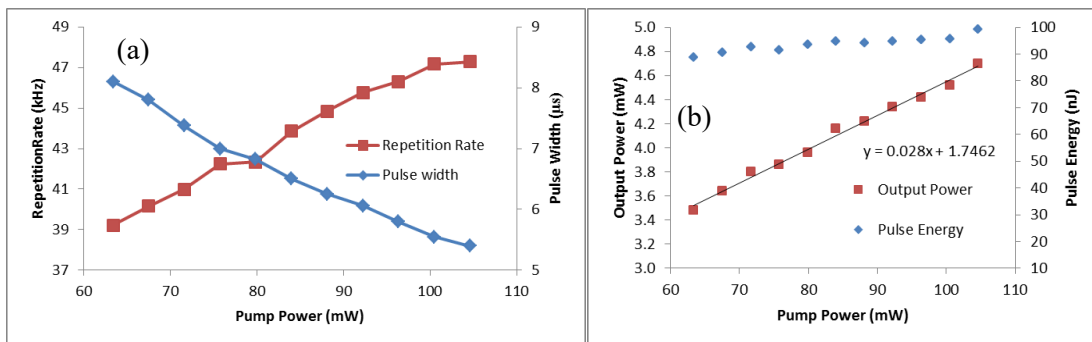 (a)
49
47
45
43
41
39
37
RepetitionRate (kHz)
9
8
7
6
5
Pulse Width (µs)
Repetition Rate
Pulse width
60 70 80 90 100 110
Pump Power (mW)
(b)
5.0
4.8
4.6
4.4
4.2
4.0
3.8
3.6
3.4
3.2
3.0
Output Power (mW)
100
90
80
70
60
50
40
30
20
10
Pulse Energy (nJ)
y = 0.028x + 1.7462
Output Power
Pulse Energy
60 70 80 90 100 110
Pump Power (mW)